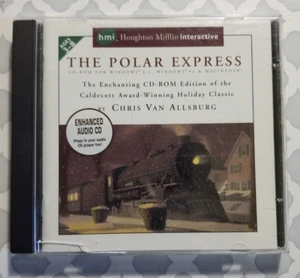 hmi Houghton Mifflin interactive
THE POLAR EXPRESS
CD-ROM FOR WINDOWS 3.1, WINDOWS 95 & MACINTOSH
The Enchanting CD-ROM Edition of the
Caldecott Award-Winning Holiday Classic
BY CHRIS VAN ALLSBURG
ENHANCED
AUDIO CD
Plays in your audio
CD player too!